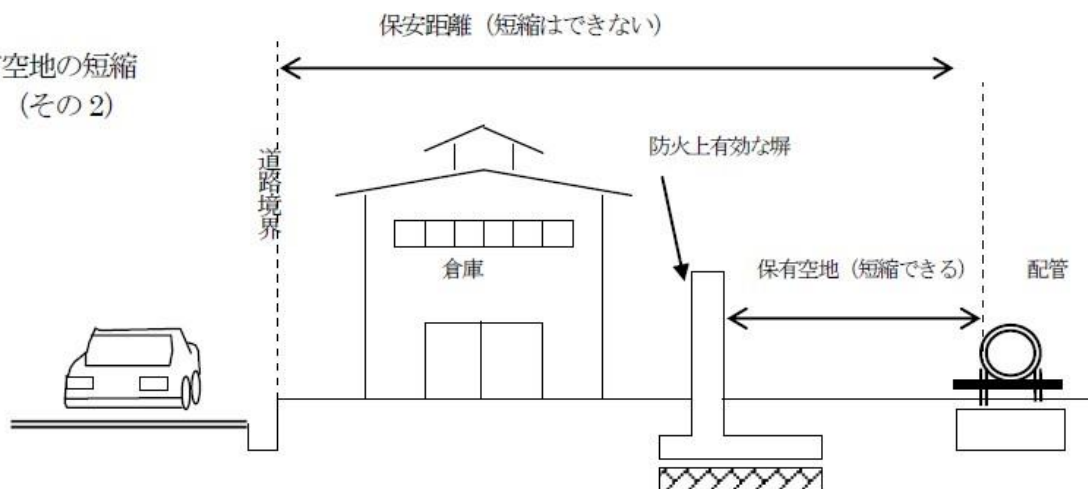 保安距離（短縮はできない）
空地の短縮
（その 2）
道路境界
防火上有効な塀
倉庫
保有空地（短縮できる）
配管